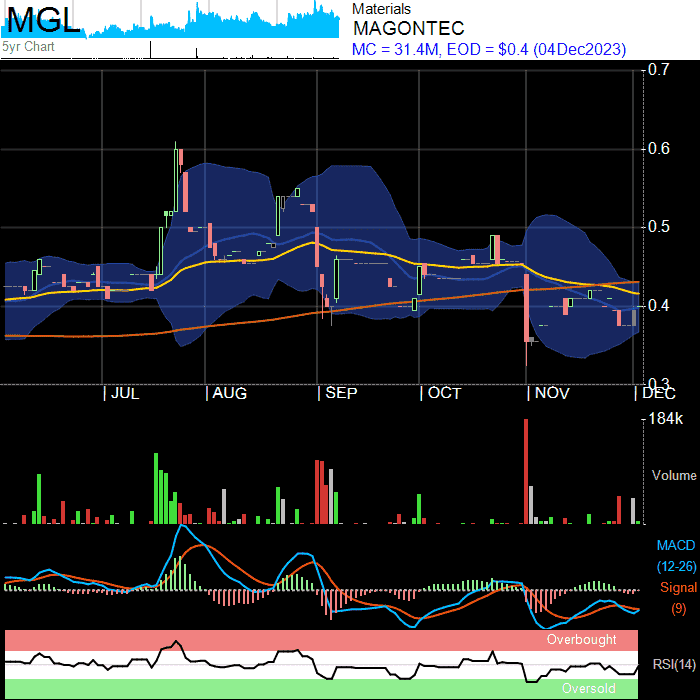 MGL
5yr Chart
Materials
MAGONTEC
MC = 31.4M, EOD = $0.4 (04Dec2023)
0.7
0.6
0.5
0.4
0.3
JUL AUG SEP OCT NOV DEC
184k
Volume
MACD
(12-26)
Signal
(9)
Overbought
RSI(14)
Oversold